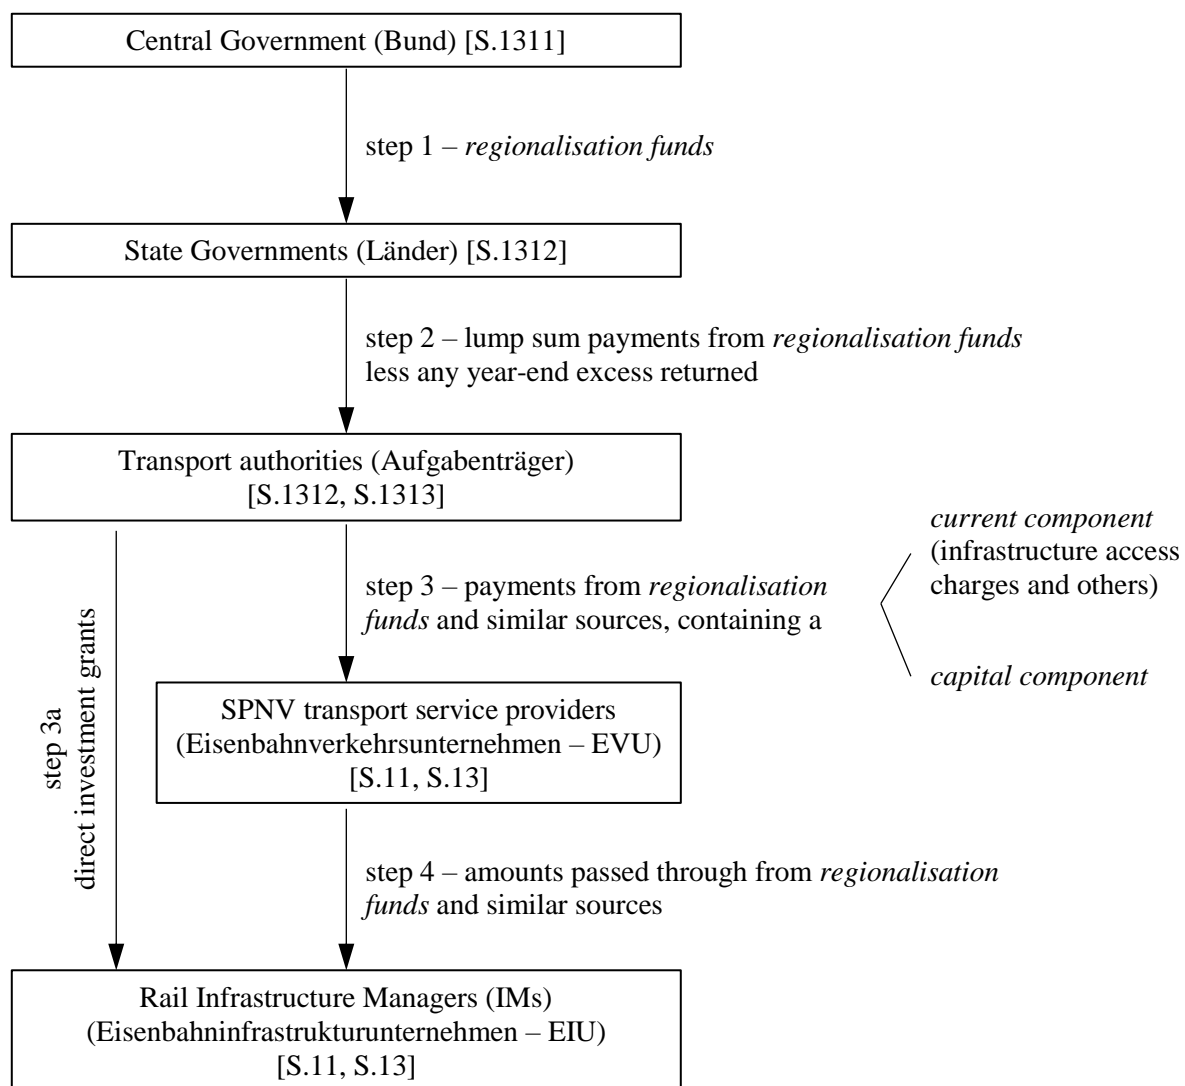 Central Government (Bund) [S.1311]
step 1 – regionalisation funds
State Governments (Länder) [S.1312]
step 2 – lump sum payments from regionalisation funds
less any year-end excess returned
Transport authorities (Aufgabenträger)
[S.1312, S.1313]
step 3 – payments from regionalisation
funds and similar sources, containing a
current component
(infrastructure access
charges and others)
capital component
step 3a
direct investment grants
SPNV transport service providers
(Eisenbahnverkehrsunternehmen – EVU)
[S.11, S.13]
step 4 – amounts passed through from regionalisation
funds and similar sources
Rail Infrastructure Managers (IMs)
(Eisenbahninfrastrukturunternehmen – EIU)
[S.11, S.13]